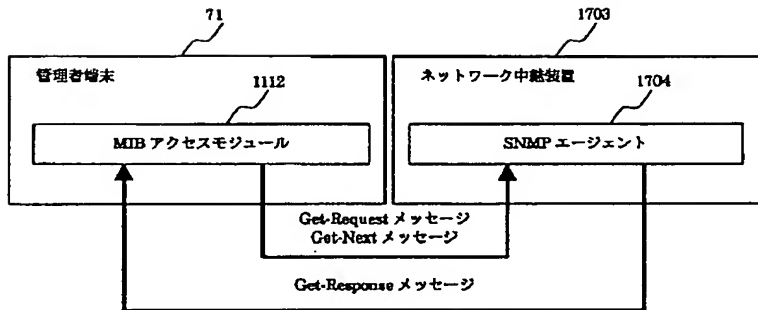 71
1703
管理者端末
ネットワーク中継装置
1112
1704
MIB アクセスモジュール
SNMP エージェント
Get-Request メッセージ
Get-Next メッセージ
Get-Response メッセージ